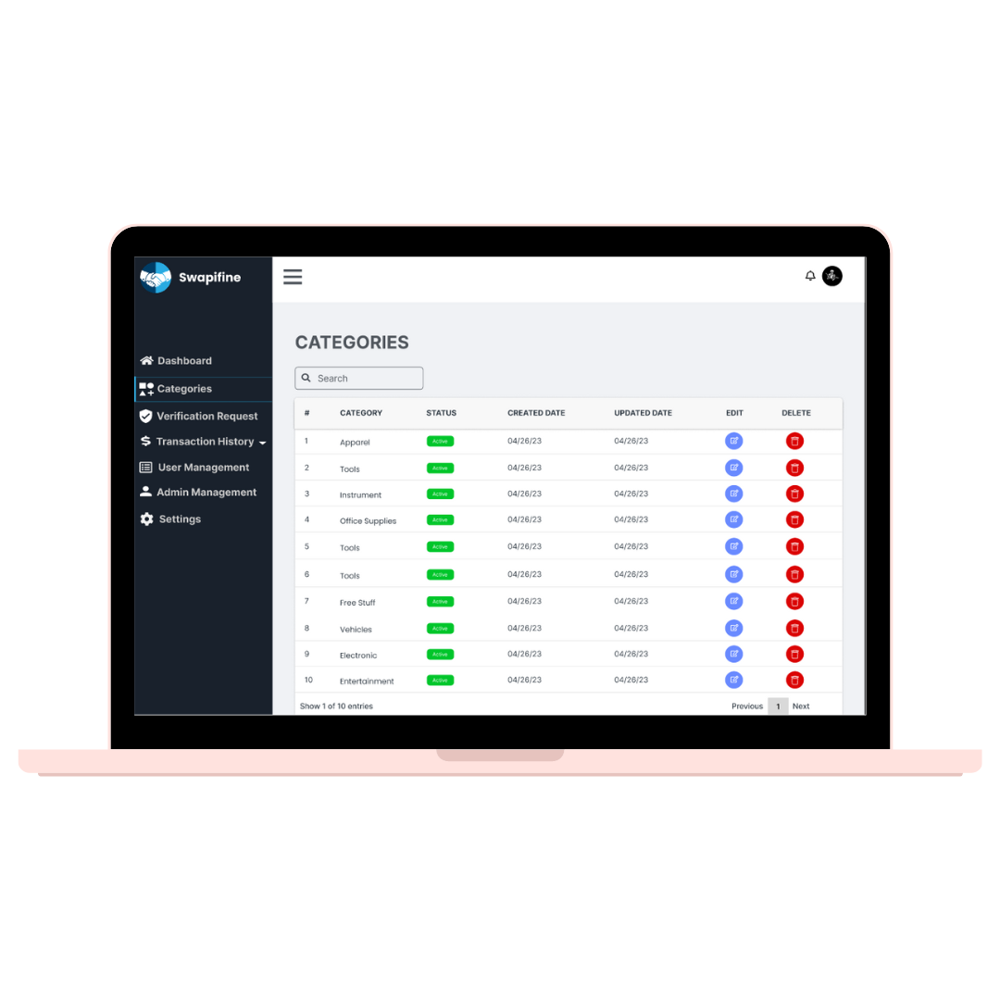 Swapifine
Dashboard
Categories
Verification Request
Transaction History
User Management
Admin Management
Settings
CATEGORIES
Search
# CATEGORY STATUS CREATED DATE UPDATED DATE EDIT DELETE
1 Apparel Active 04/26/23 04/26/23
2 Tools Active 04/26/23 04/26/23
3 Instrument Active 04/26/23 04/26/23
4 Office Supplies Active 04/26/23 04/26/23
5 Tools Active 04/26/23 04/26/23
6 Tools Active 04/26/23 04/26/23
7 Free Stuff Active 04/26/23 04/26/23
8 Vehicles Active 04/26/23 04/26/23
9 Electronic Active 04/26/23 04/26/23
10 Entertainment Active 04/26/23 04/26/23
Show 1 of 10 entries Previous 1 Next